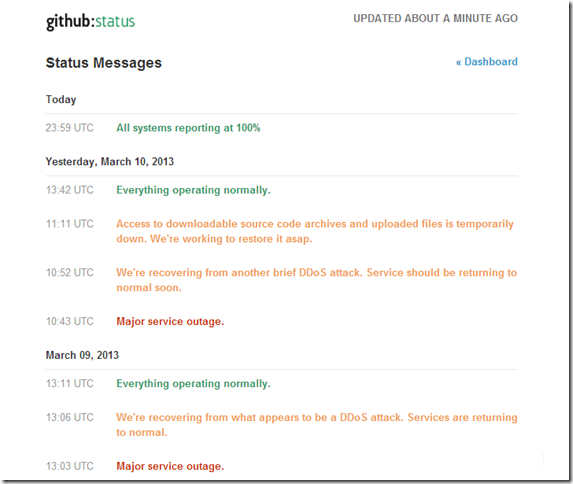 github:status
UPDATED ABOUT A MINUTE AGO
Status Messages
« Dashboard
Today
23:59 UTC All systems reporting at 100%
Yesterday, March 10, 2013
13:42 UTC Everything operating normally.
11:11 UTC Access to downloadable source code archives and uploaded files is temporarily
down. We're working to restore it asap.
10:52 UTC We're recovering from another brief DDoS attack. Service should be returning to
normal soon.
10:43 UTC Major service outage.
March 09, 2013
13:11 UTC Everything operating normally.
13:06 UTC We're recovering from what appears to be a DDoS attack. Services are returning
to normal.
13:03 UTC Major service outage.